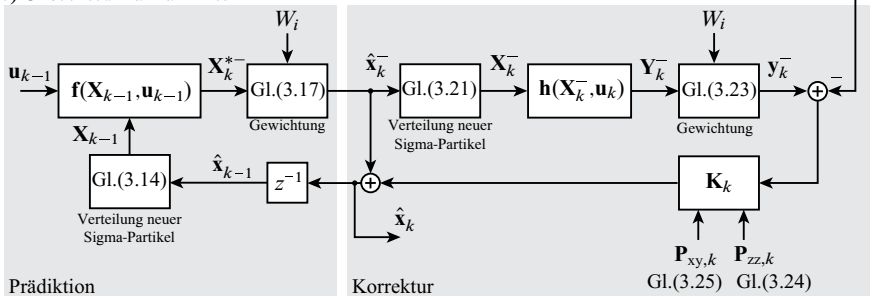 W_i
W_i
u_{k−1}
f(X_{k−1},u_{k−1})
X_k^{*−}
Gl.(3.17)
Gewichtung
x̂_k^−
Gl.(3.21)
Verteilung neuer
Sigma-Partikel
X_k^−
h(X_k^−,u_k)
Y_k^−
Gl.(3.23)
Gewichtung
y_k^−
+
−
X_{k−1}
Gl.(3.14)
Verteilung neuer
Sigma-Partikel
x̂_{k−1}
z^{−1}
+
x̂_k
K_k
P_{xy,k}
P_{zz,k}
Gl.(3.25)
Gl.(3.24)
Prädiktion
Korrektur